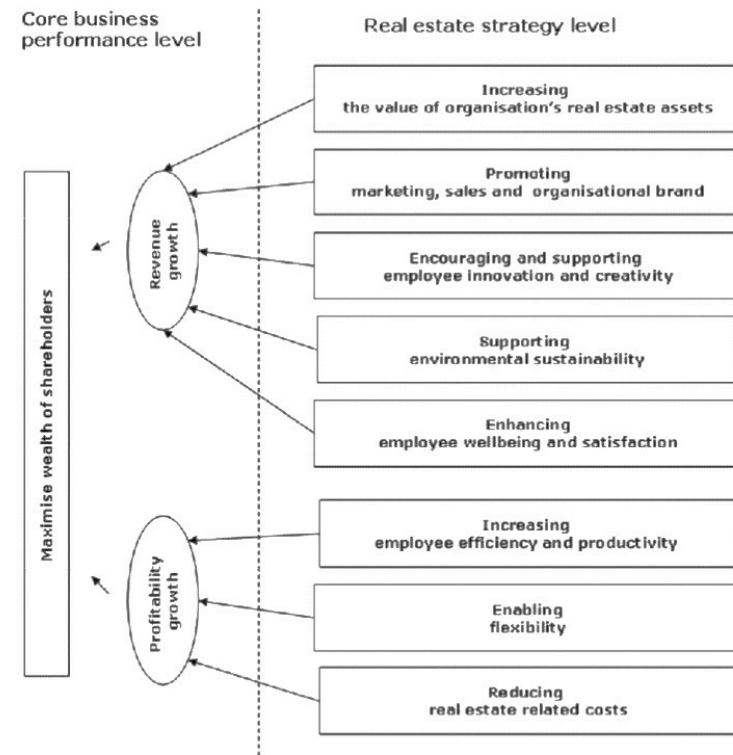 Core business
performance level
Real estate strategy level
Increasing
the value of organisation's real estate assets
Promoting
marketing, sales and organisational brand
Encouraging and supporting
employee innovation and creativity
Supporting
environmental sustainability
Enhancing
employee wellbeing and satisfaction
Increasing
employee efficiency and productivity
Enabling
flexibility
Reducing
real estate related costs
Revenue
growth
Profitability
growth
Maximise wealth of shareholders